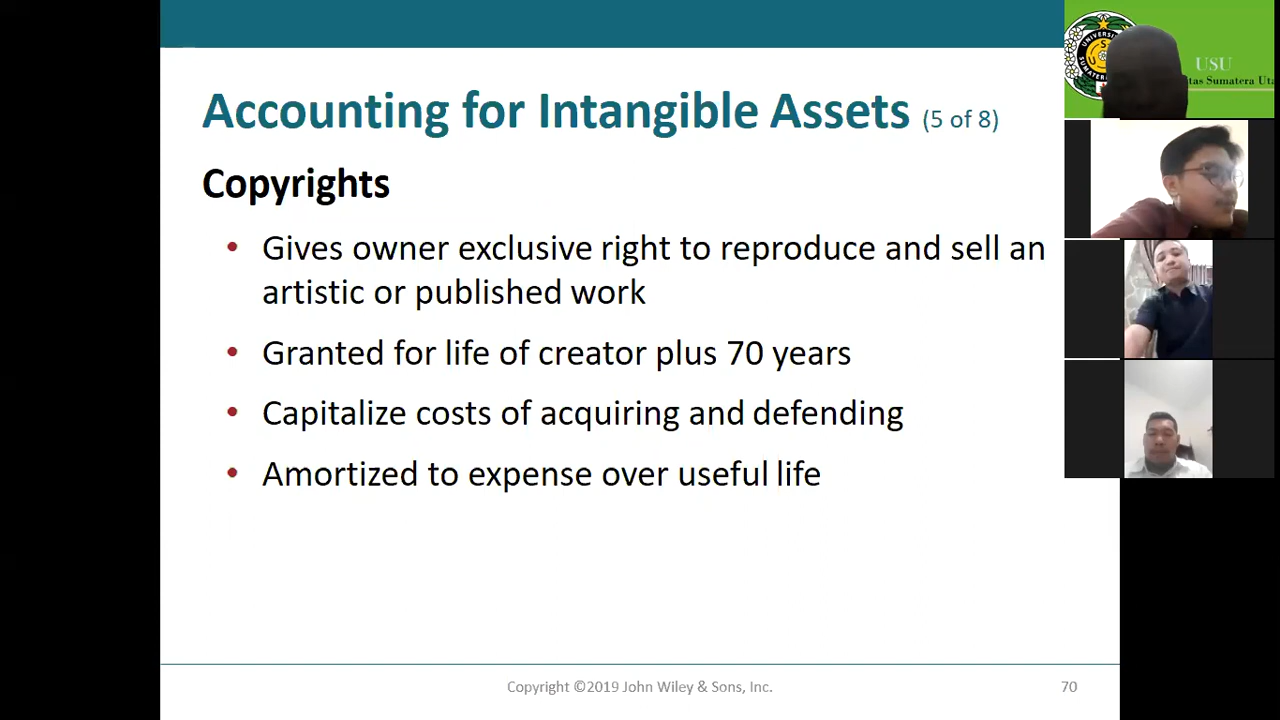 Accounting for Intangible Assets (5 of 8)
Copyrights
• Gives owner exclusive right to reproduce and sell an
artistic or published work
• Granted for life of creator plus 70 years
• Capitalize costs of acquiring and defending
• Amortized to expense over useful life
Copyright ©2019 John Wiley & Sons, Inc.
70
USU
Sumatera